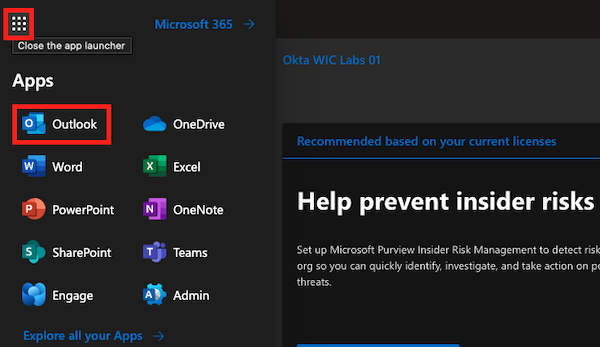 Microsoft 365 →
Close the app launcher
Apps
Outlook
OneDrive
Word
Excel
PowerPoint
OneNote
SharePoint
Teams
Engage
Admin
Explore all your Apps →
Okta WIC Labs 01
Recommended based on your current licenses
Help prevent insider risks
Set up Microsoft Purview Insider Risk Management to detect risk
org so you can quickly identify, investigate, and take action on po
threats.